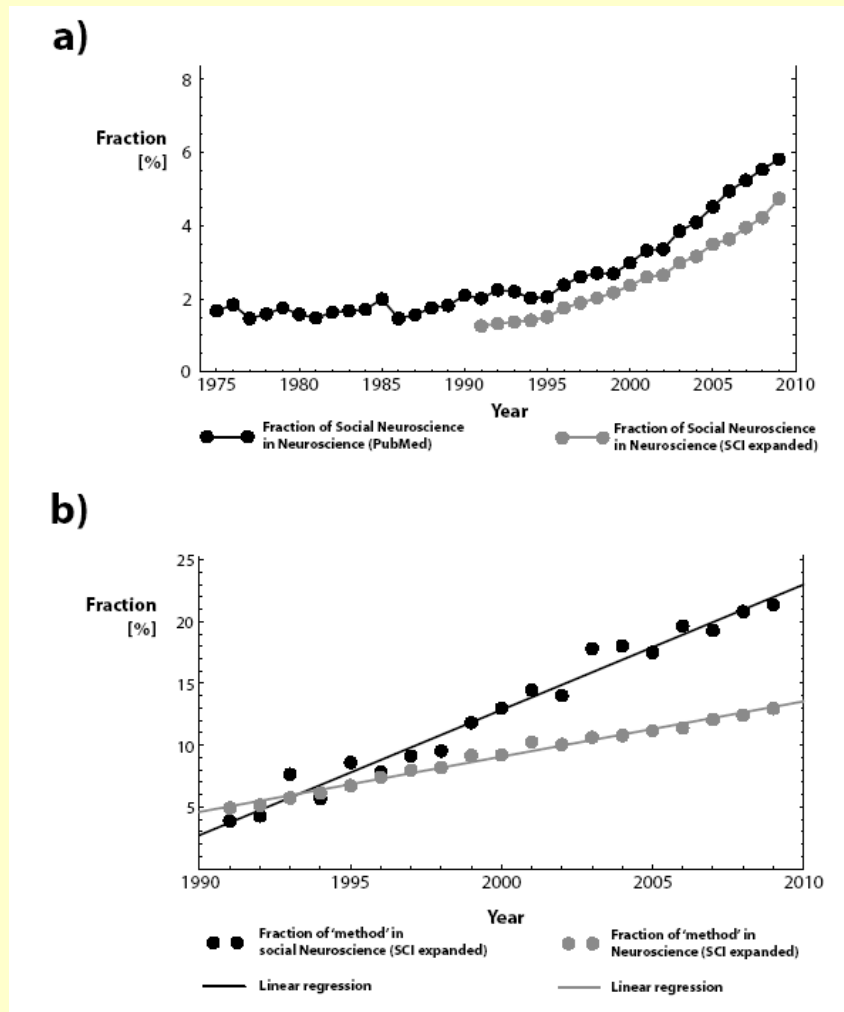 a)
Fraction
[%]
8
6
4
2
0
1975 1980 1985 1990 1995 2000 2005 2010
Year
Fraction of Social Neuroscience
in Neuroscience (PubMed)
Fraction of Social Neuroscience
in Neuroscience (SCI expanded)
b)
Fraction
[%]
25
20
15
10
5
1990 1995 2000 2005 2010
Year
Fraction of 'method' in
social Neuroscience (SCI expanded)
Fraction of 'method' in
Neuroscience (SCI expanded)
Linear regression
Linear regression